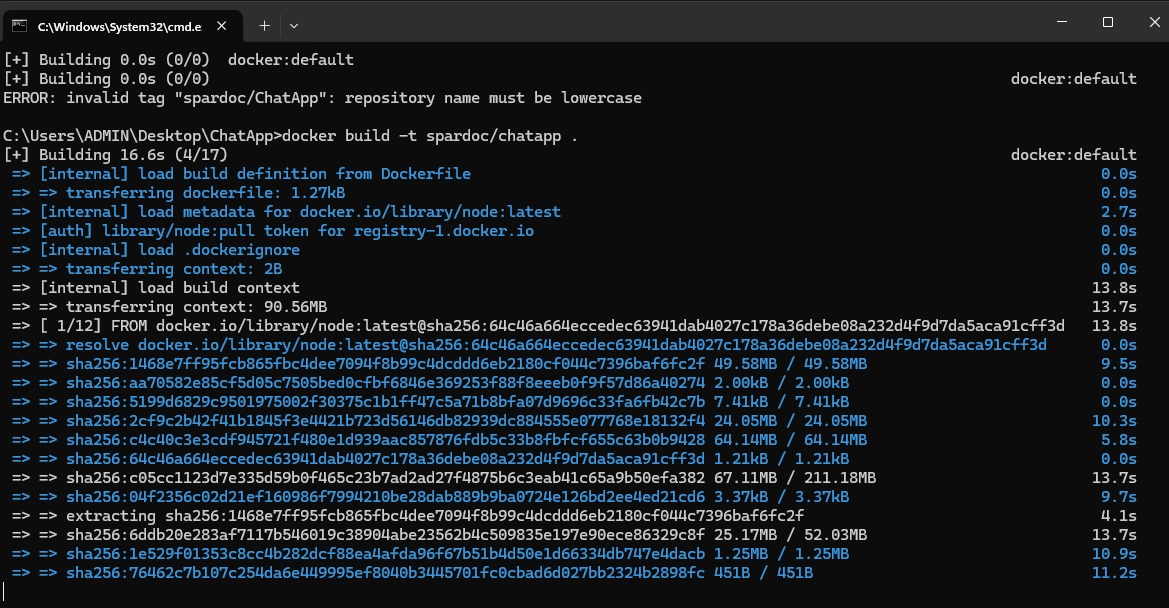 C:\Windows\System32\cmd.e
[+] Building 0.0s (0/0)  docker:default
[+] Building 0.0s (0/0) docker:default
ERROR: invalid tag "spardoc/ChatApp": repository name must be lowercase
C:\Users\ADMIN\Desktop\ChatApp>docker build -t spardoc/chatapp .
[+] Building 16.6s (4/17) docker:default
=> [internal] load build definition from Dockerfile 0.0s
=> => transferring dockerfile: 1.27kB 0.0s
=> [internal] load metadata for docker.io/library/node:latest 2.7s
=> [auth] library/node:pull token for registry-1.docker.io 0.0s
=> [internal] load .dockerignore 0.0s
=> => transferring context: 2B 0.0s
=> [internal] load build context 13.8s
=> => transferring context: 90.56MB 13.7s
=> [ 1/12] FROM docker.io/library/node:latest@sha256:64c46a664eccedec63941dab4027c178a36debe08a232d4f9d7da5aca91cff3d 13.8s
=> => resolve docker.io/library/node:latest@sha256:64c46a664eccedec63941dab4027c178a36debe08a232d4f9d7da5aca91cff3d 0.0s
=> => sha256:1468e7ff95fcb865fbc4dee7094f8b99c4dcddd6eb2180cf044c7396baf6fc2f 49.58MB / 49.58MB 9.5s
=> => sha256:aa70582e85cf5d05c7505bed0cfbf6846e369253f88f8eeeb0f9f57d86a40274 2.00kB / 2.00kB 0.0s
=> => sha256:5199d6829c9501975002f30375c1b1ff47c5a71b8bfa07d9696c33fa6fb42c7b 7.41kB / 7.41kB 0.0s
=> => sha256:2cf9c2b42f41b1845f3e4421b723d56146db82939dc884555e077768e18132f4 24.05MB / 24.05MB 10.3s
=> => sha256:c4c40c3e3cdf945721f480e1d939aac857876fdb5c33b8fbfcf655c63b0b9428 64.14MB / 64.14MB 5.8s
=> => sha256:64c46a664eccedec63941dab4027c178a36debe08a232d4f9d7da5aca91cff3d 1.21kB / 1.21kB 0.0s
=> => sha256:c05cc1123d7e335d59b0f465c23b7ad2ad27f4875b6c3eab41c65a9b50efa382 67.11MB / 211.18MB 13.7s
=> => sha256:04f2356c02d21ef160986f7994210be28dab889b9ba0724e126bd2ee4ed21cd6 3.37kB / 3.37kB 9.7s
=> => extracting sha256:1468e7ff95fcb865fbc4dee7094f8b99c4dcddd6eb2180cf044c7396baf6fc2f 4.1s
=> => sha256:6ddb20e283af7117b546019c38904abe23562b4c509835e197e90ece86329c8f 25.17MB / 52.03MB 13.7s
=> => sha256:1e529f01353c8cc4b282dcf88ea4afda96f67b51b4d50e1d66334db747e4dacb 1.25MB / 1.25MB 10.9s
=> => sha256:76462c7b107c254da6e449995ef8040b3445701fc0cbad6d027bb2324b2898fc 451B / 451B 11.2s